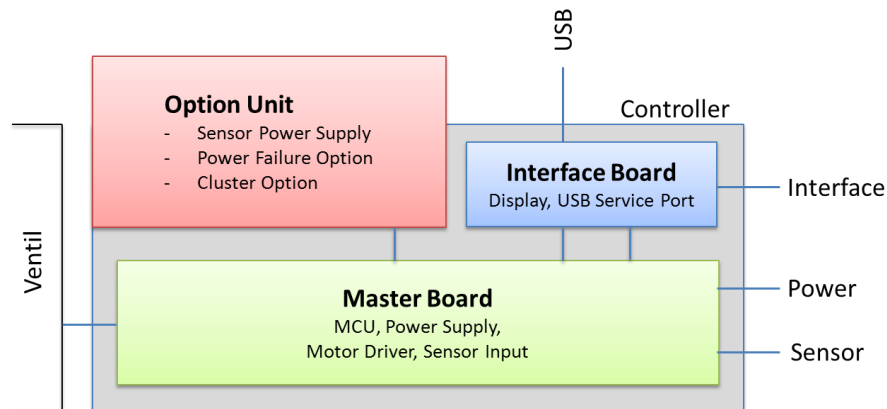 USB
Controller
Option Unit
- Sensor Power Supply
- Power Failure Option
- Cluster Option
Interface Board
Display, USB Service Port
Interface
Ventil
Master Board
MCU, Power Supply,
Motor Driver, Sensor Input
Power
Sensor